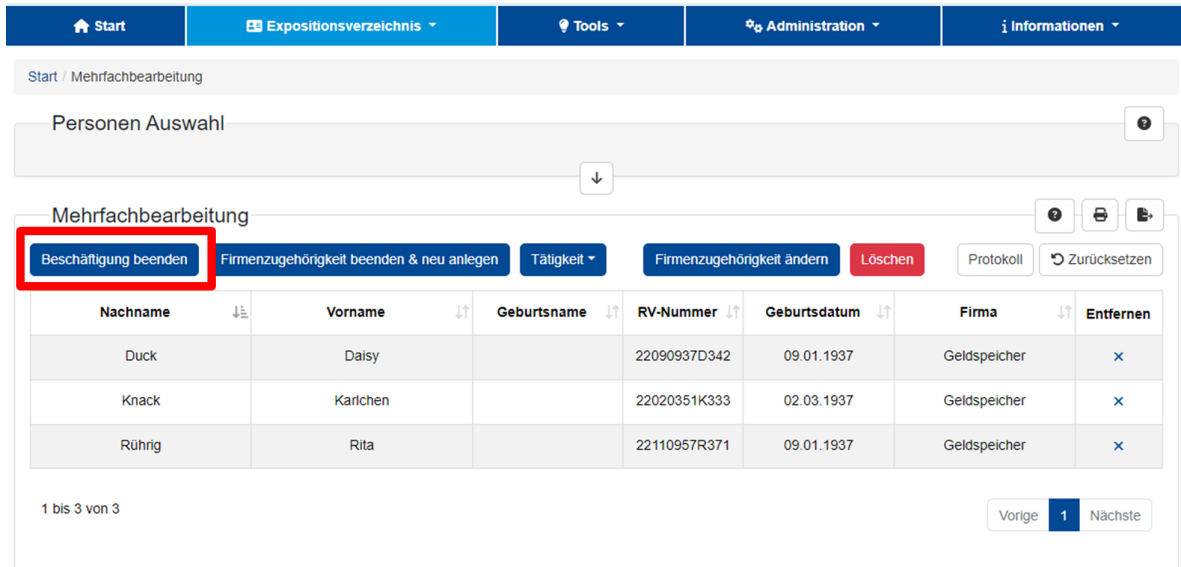 Start Expositionsverzeichnis Tools Administration Informationen
Start / Mehrfachbearbeitung
Personen Auswahl
Mehrfachbearbeitung
Beschäftigung beenden Firmenzugehörigkeit beenden & neu anlegen Tätigkeit Firmenzugehörigkeit ändern Löschen Protokoll Zurücksetzen
Nachname Vorname Geburtsname RV-Nummer Geburtsdatum Firma Entfernen
Duck Daisy 22090937D342 09.01.1937 Geldspeicher
Knack Karlchen 22020351K333 02.03.1937 Geldspeicher
Rührig Rita 22110957R371 09.01.1937 Geldspeicher
1 bis 3 von 3
Vorige 1 Nächste